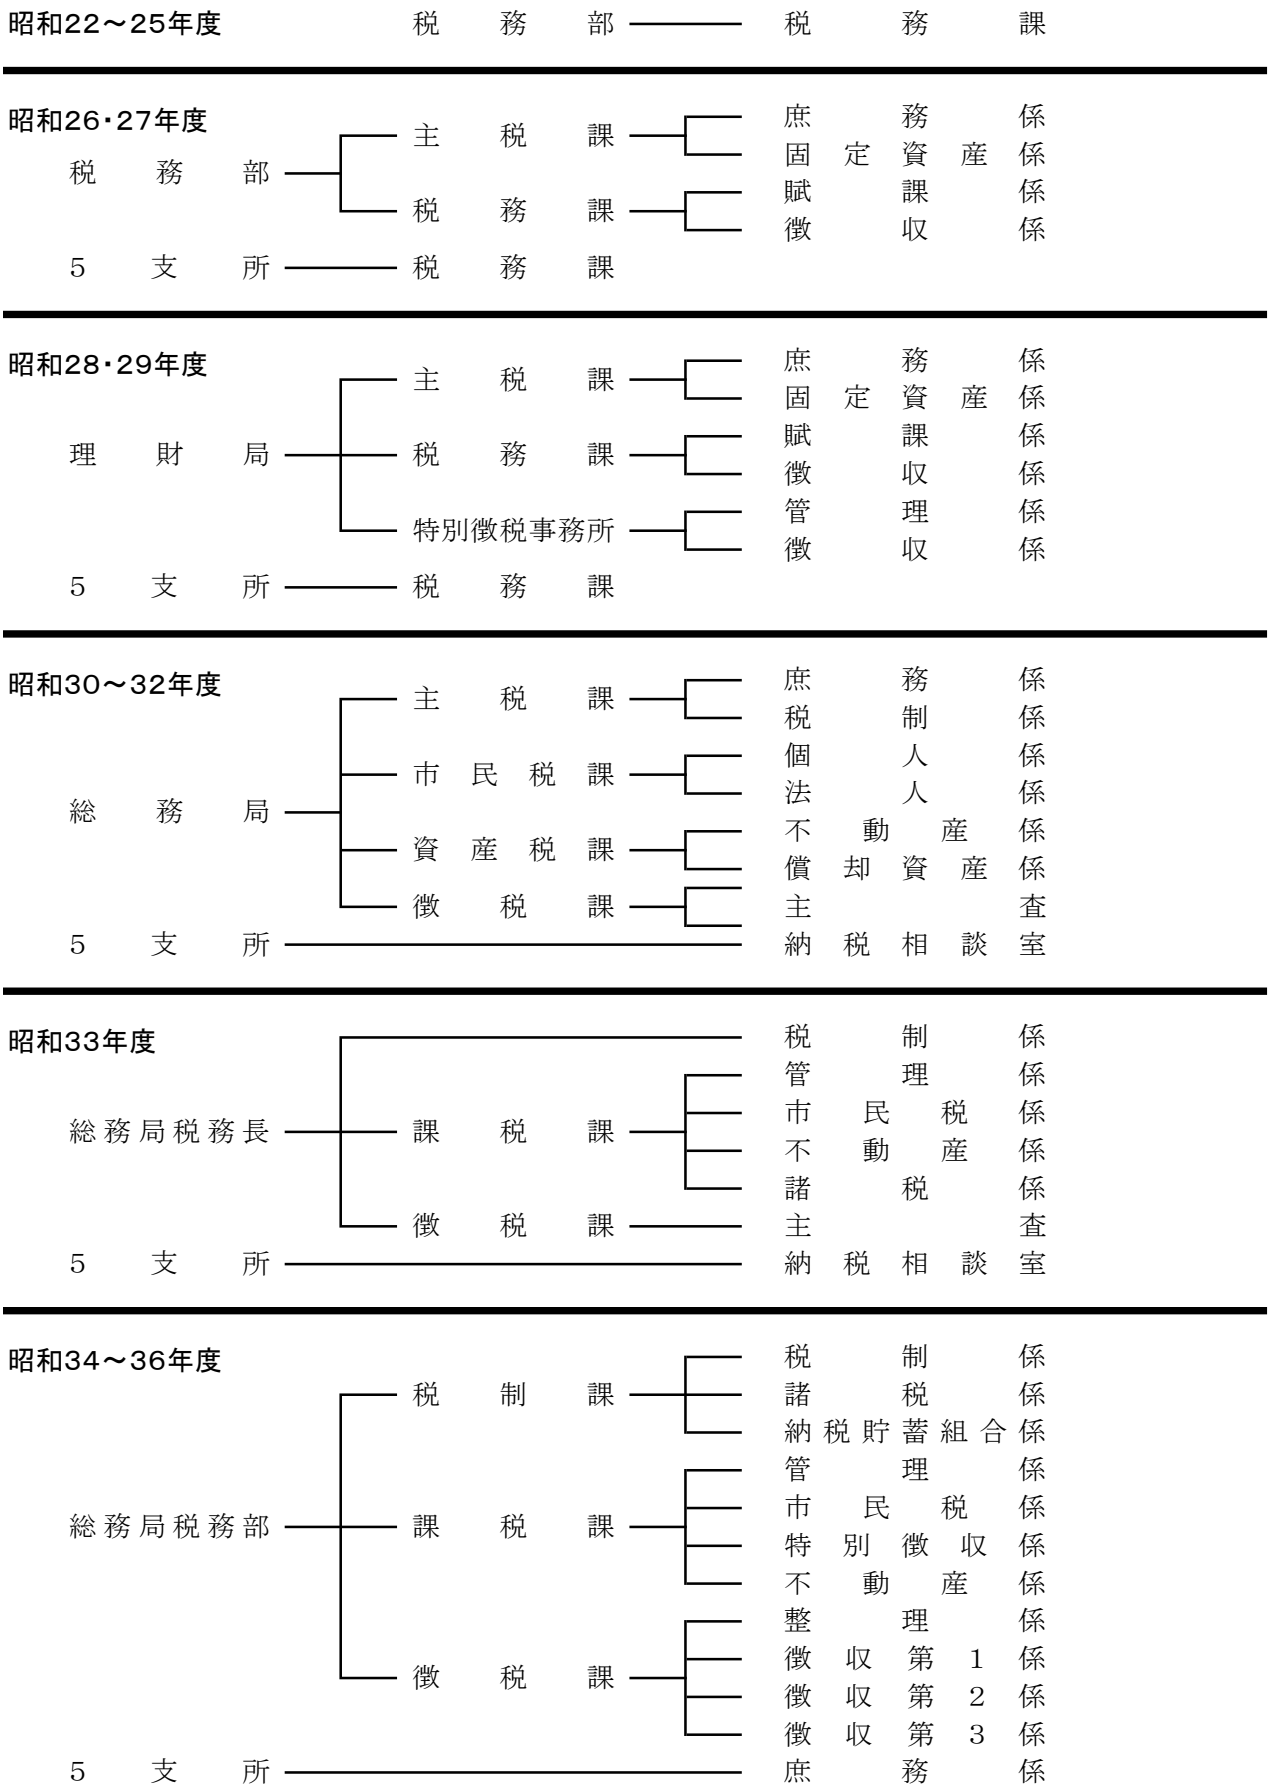 昭和22～25年度 税務部 税務課
昭和26・27年度 庶務係
主税課
固定資産係
税務部 賦課係
税務課
徴収係
5支所 税務課
昭和28・29年度 庶務係
主税課
固定資産係
賦課係
理財局 税務課
徴収係
管理係
特別徴税事務所
徴収係
5支所 税務課
昭和30～32年度 庶務係
主税課
税制係
個人係
市民税課
法人係
総務局
不動産係
資産税課
償却資産係
徴税課 主査
5支所 納税相談室
昭和33年度 税制係
管理係
市民税係
総務局税務長 課税課
不動産係
諸税係
徴税課 主査
5支所 納税相談室
昭和34～36年度 税制係
税制課 諸税係
納税貯蓄組合係
管理係
市民税係
総務局税務部 課税課
特別徴収係
不動産係
整理係
徴収第1係
徴税課
徴収第2係
徴収第3係
5支所 庶務係